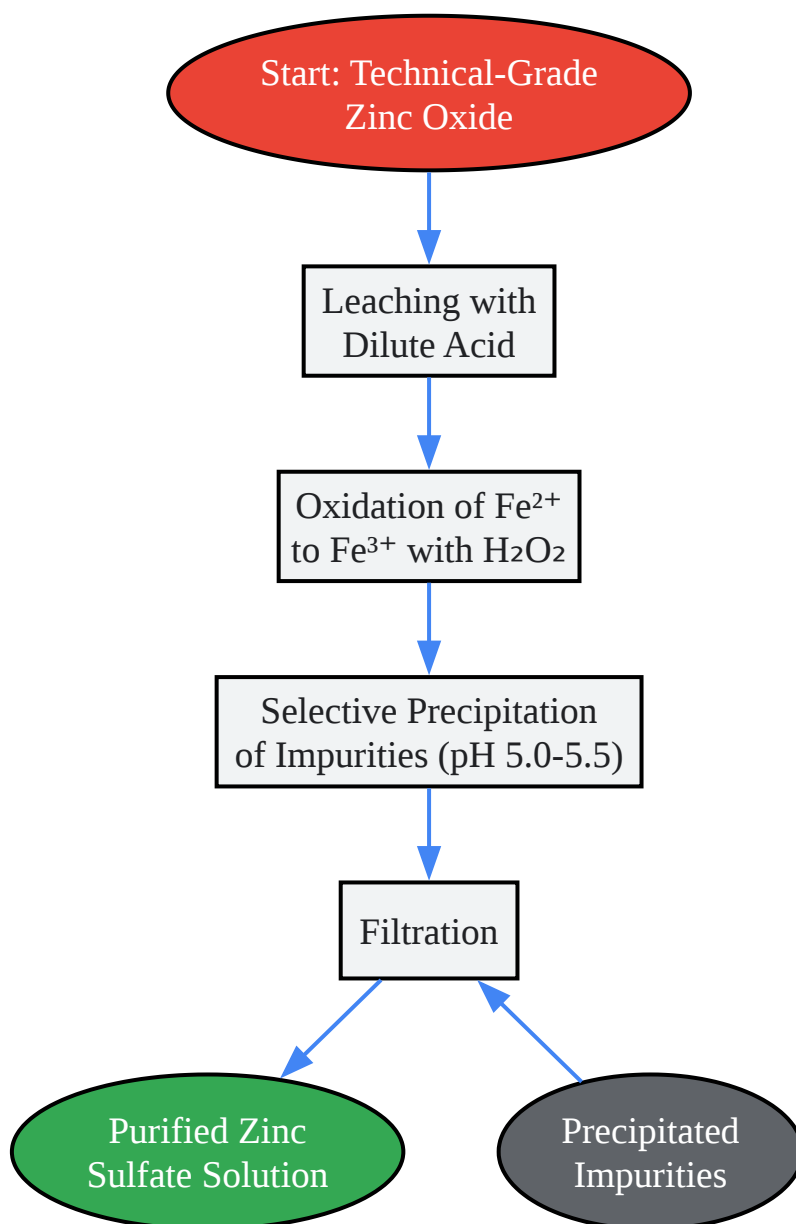 Start: Technical-Grade
Zinc Oxide
Leaching with
Dilute Acid
Oxidation of Fe²⁺
to Fe³⁺ with H₂O₂
Selective Precipitation
of Impurities (pH 5.0-5.5)
Filtration
Purified Zinc
Sulfate Solution
Precipitated
Impurities